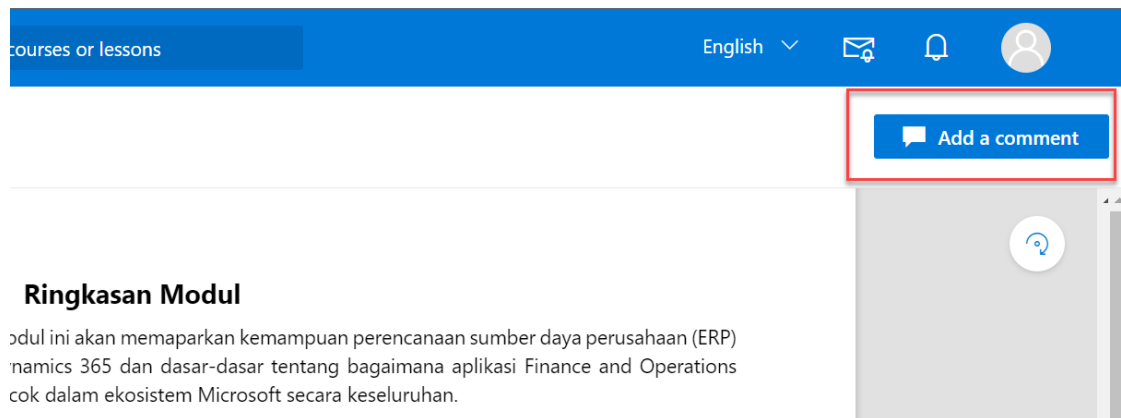 courses or lessons
English
Add a comment
Ringkasan Modul
odul ini akan memaparkan kemampuan perencanaan sumber daya perusahaan (ERP)
namics 365 dan dasar-dasar tentang bagaimana aplikasi Finance and Operations
cok dalam ekosistem Microsoft secara keseluruhan.